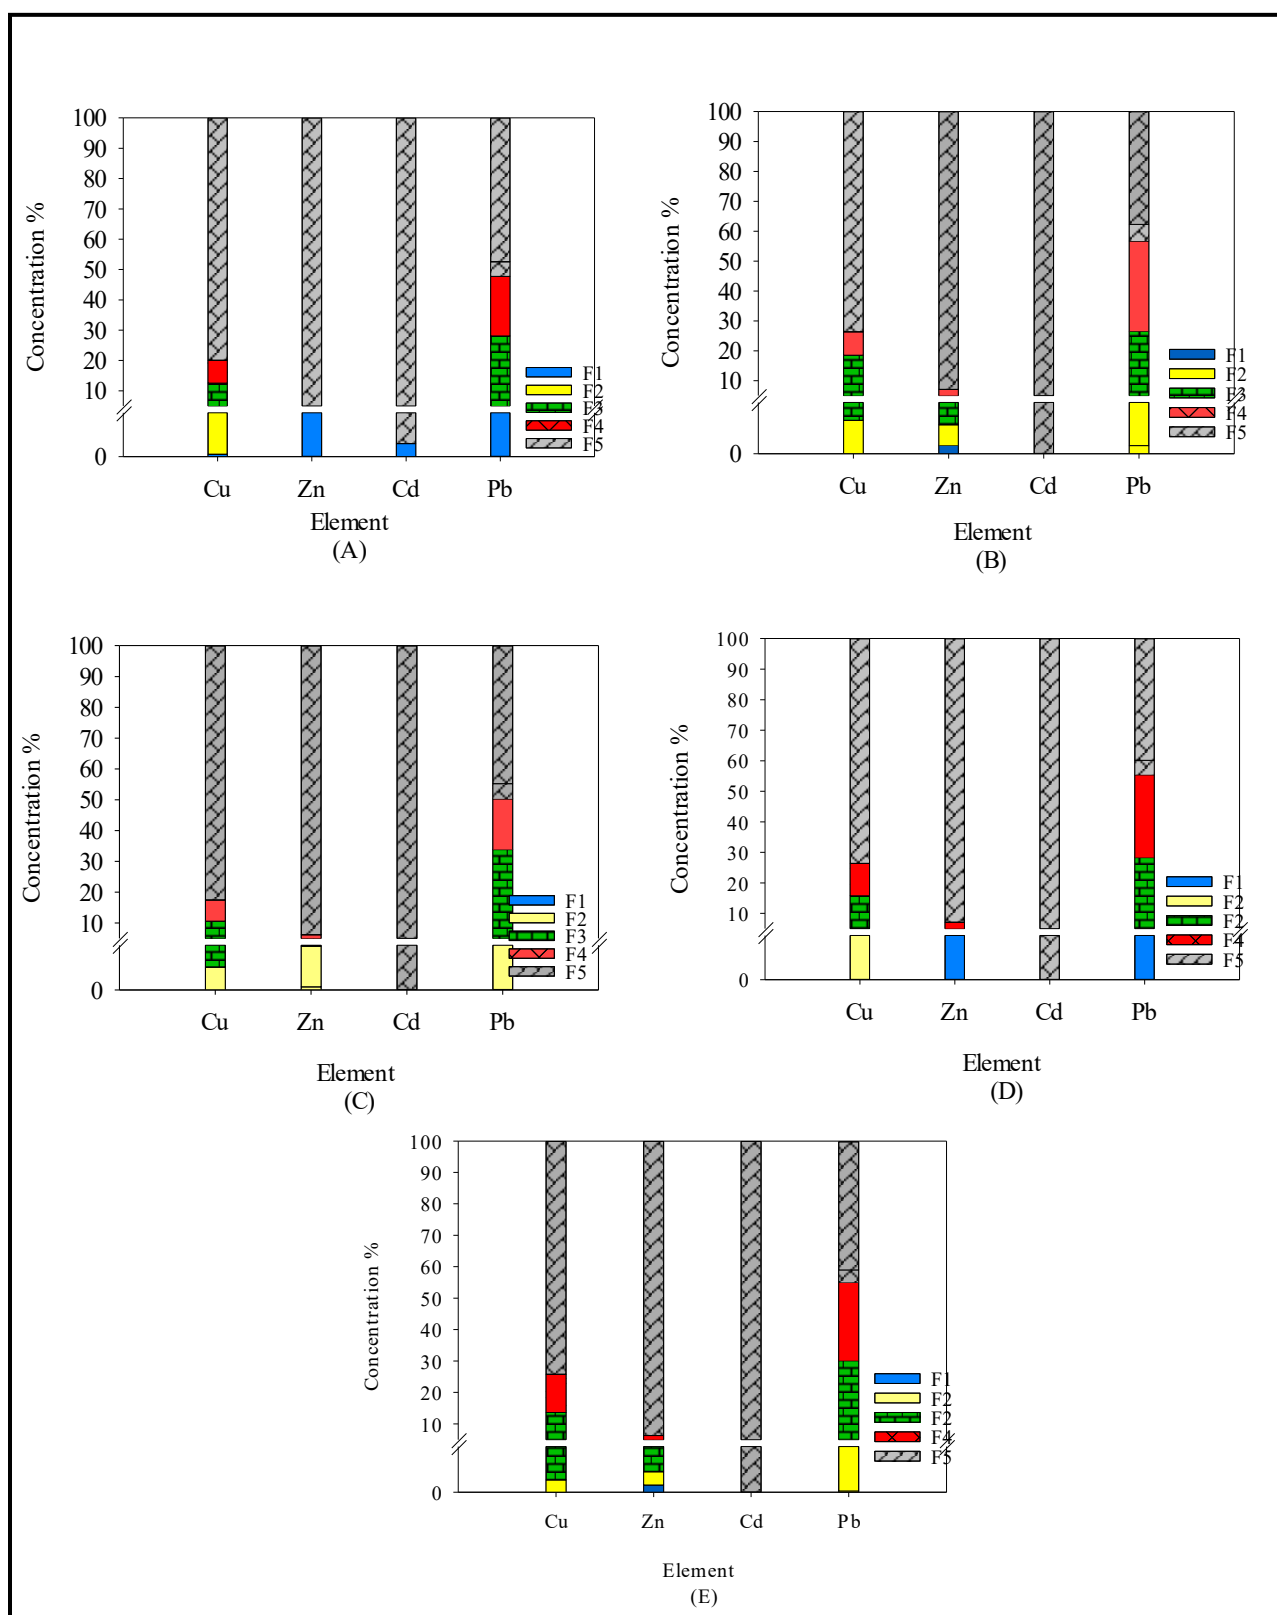 100
90
80
70
60
50
40
30
20
10
0
Concentration %
Cu Zn Cd Pb
Element
(A)
F1
F2
F3
F4
F5
100
90
80
70
60
50
40
30
20
10
0
Concentration %
Cu Zn Cd Pb
Element
(B)
F1
F2
F3
F4
F5
100
90
80
70
60
50
40
30
20
10
0
Concentration %
Cu Zn Cd Pb
Element
(C)
F1
F2
F3
F4
F5
100
90
80
70
60
50
40
30
20
10
0
Concentration %
Cu Zn Cd Pb
Element
(D)
F1
F2
F2
F4
F5
100
90
80
70
60
50
40
30
20
10
0
Concentration %
Cu Zn Cd Pb
Element
(E)
F1
F2
F2
F4
F5